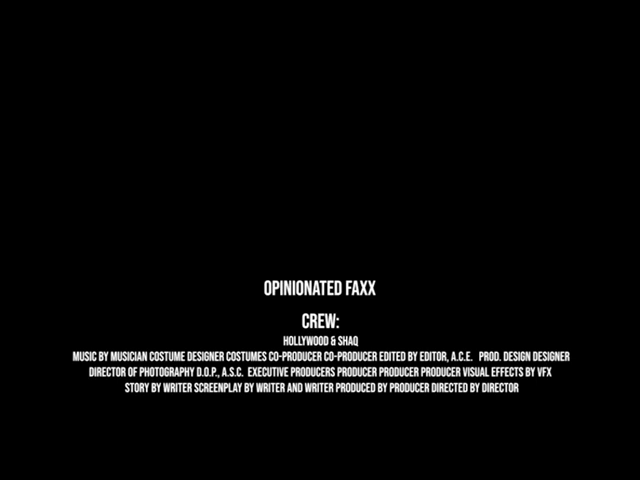 OPINIONATED FAXX
CREW:
HOLLYWOOD & SHAQ
MUSIC BY MUSICIAN COSTUME DESIGNER COSTUMES CO-PRODUCER CO-PRODUCER EDITED BY EDITOR, A.C.E. PROD. DESIGN DESIGNER
DIRECTOR OF PHOTOGRAPHY D.O.P., A.S.C. EXECUTIVE PRODUCERS PRODUCER PRODUCER PRODUCER VISUAL EFFECTS BY VFX
STORY BY WRITER SCREENPLAY BY WRITER AND WRITER PRODUCED BY PRODUCER DIRECTED BY DIRECTOR